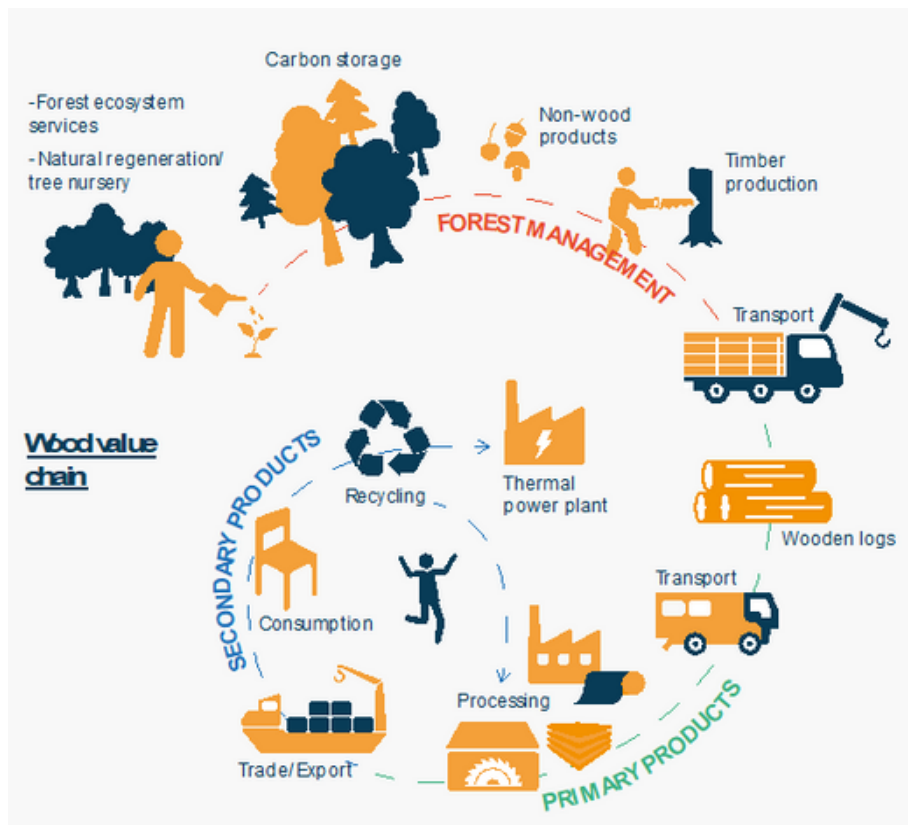 Carbon storage
-Forest ecosystem
services
-Natural regeneration/
tree nursery
Non-wood
products
Timber
production
FOREST MANAGEMENT
Transport
Wood value
chain
SECONDARY PRODUCTS
Recycling
Thermal
power plant
Wooden logs
Transport
Consumption
Processing
Trade/Export
PRIMARY PRODUCTS